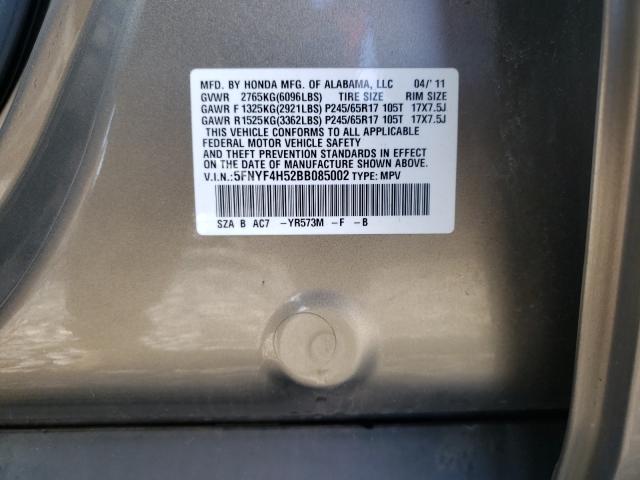 MFD. BY HONDA MFG. OF ALABAMA, LLC 04/'11
GVWR 2765KG(6096LBS) TIRE SIZE RIM SIZE
GAWR F 1325KG(2921LBS) P245/65R17 105T 17X7.5J
GAWR R1525KG(3362LBS) P245/65R17 105T 17X7.5J
THIS VEHICLE CONFORMS TO ALL APPLICABLE
FEDERAL MOTOR VEHICLE SAFETY
AND THEFT PREVENTION STANDARDS IN EFFECT
ON THE DATE OF MANUFACTURE SHOWN ABOVE.
V.I.N.: 5FNYF4H52BB085002 TYPE: MPV
SZA B AC7 -YR573M -F -B